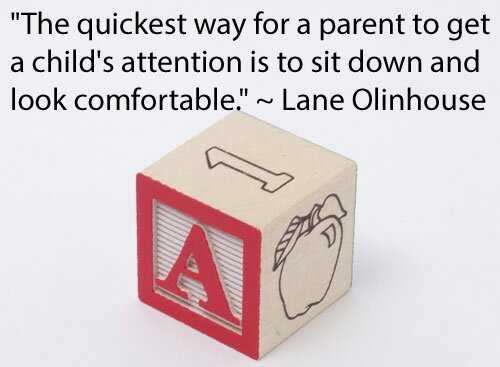 "The quickest way for a parent to get
a child's attention is to sit down and
look comfortable." ~ Lane Olinhouse
1
A